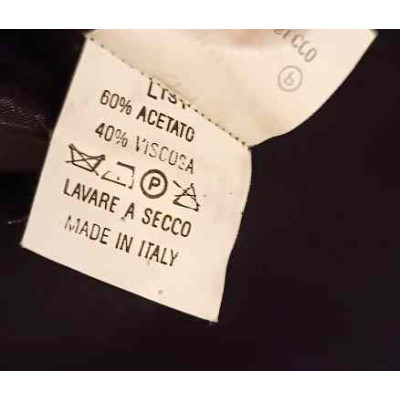 60% ACETATO
40% VISCOSA
P
LAVARE A SECCO
MADE IN ITALY